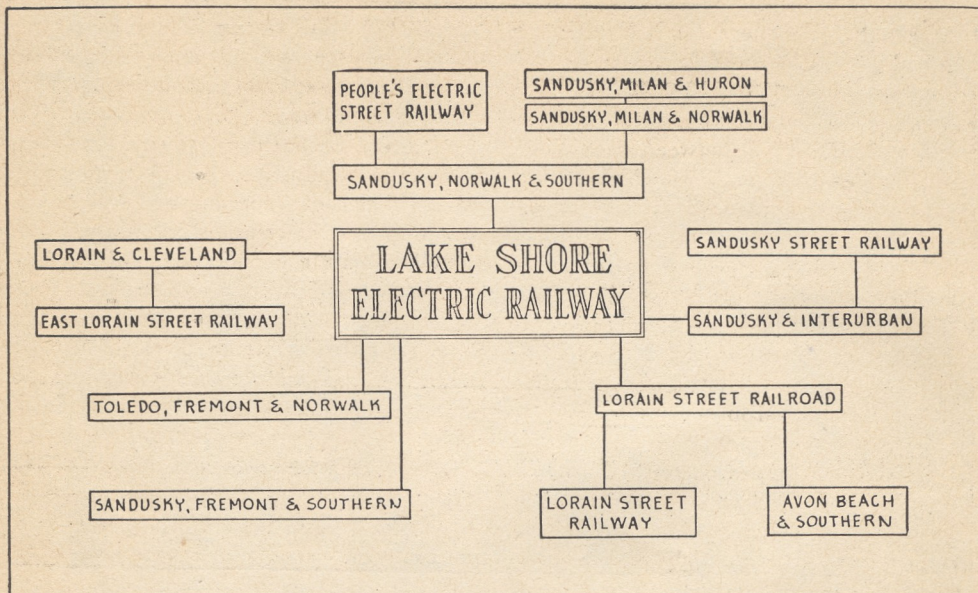 PEOPLE'S ELECTRIC
STREET RAILWAY
SANDUSKY, MILAN & HURON
SANDUSKY, MILAN & NORWALK
SANDUSKY, NORWALK & SOUTHERN
LORAIN & CLEVELAND
LAKE SHORE
ELECTRIC RAILWAY
SANDUSKY STREET RAILWAY
EAST LORAIN STREET RAILWAY
SANDUSKY & INTERURBAN
TOLEDO, FREMONT & NORWALK
LORAIN STREET RAILROAD
SANDUSKY, FREMONT & SOUTHERN
LORAIN STREET
RAILWAY
AVON BEACH
& SOUTHERN